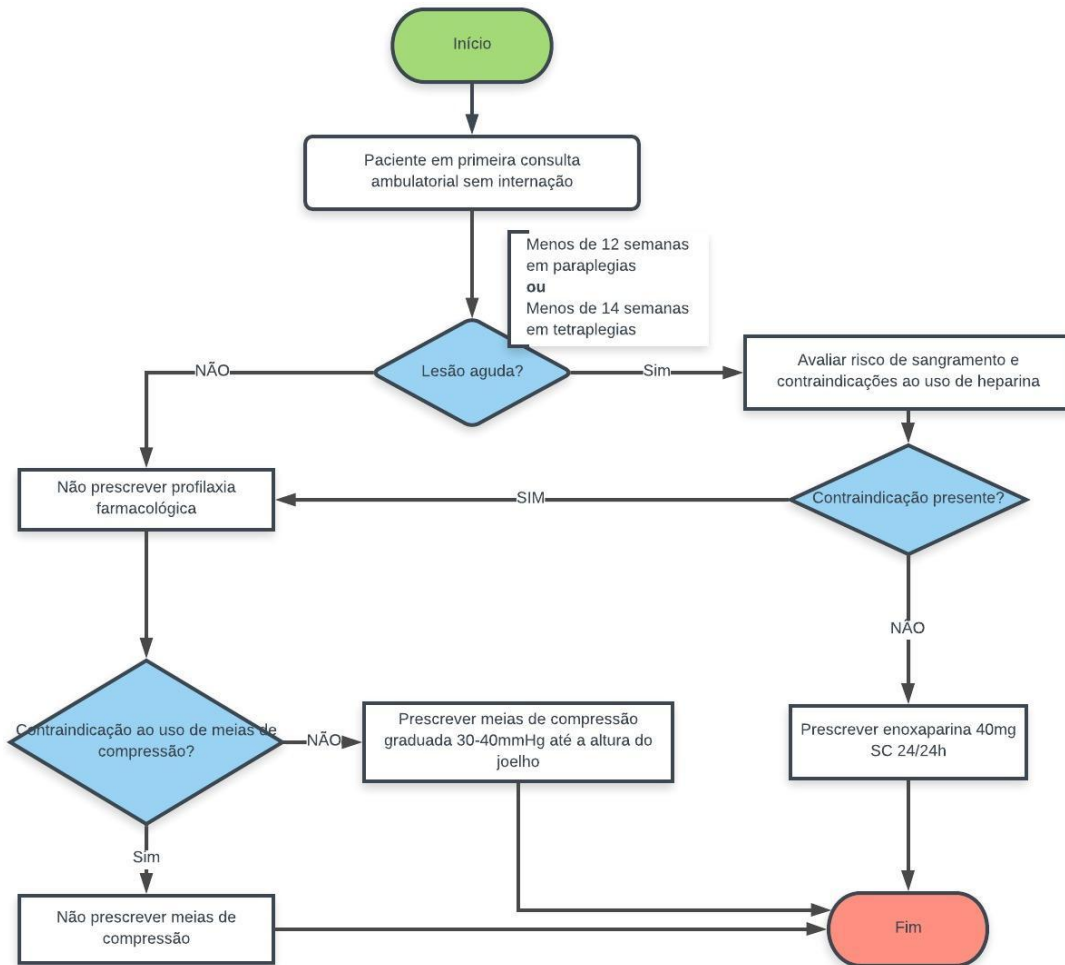 Início
Paciente em primeira consulta
ambulatorial sem internação
Menos de 12 semanas
em paraplegias
ou
Menos de 14 semanas
em tetraplegias
Lesão aguda?
NÃO
Sim
Avaliar risco de sangramento e
contraindicações ao uso de heparina
Não prescrever profilaxia
farmacológica
SIM
Contraindicação presente?
NÃO
Contraindicação ao uso de meias de
compressão?
NÃO
Prescrever meias de compressão
graduada 30-40mmHg até a altura do
joelho
Prescrever enoxaparina 40mg
SC 24/24h
Sim
Não prescrever meias de
compressão
Fim